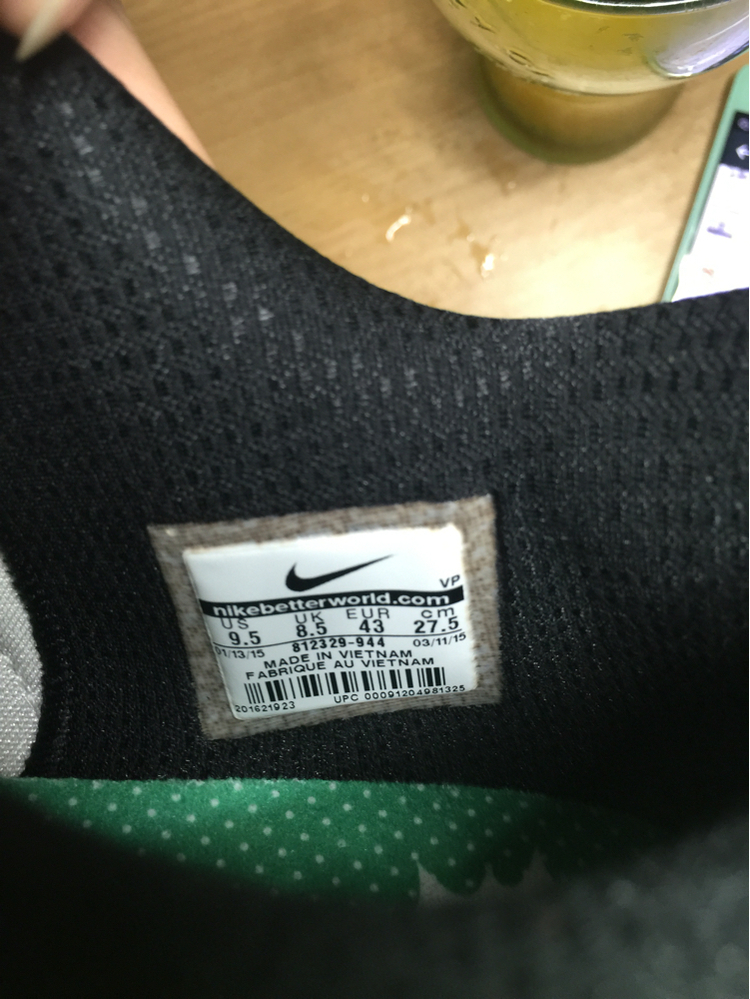 VP
nikebetterworld.com
US UK EUR cm
9.5 8.5 43 27.5
01/13/15 812329-944 03/11/15
MADE IN VIETNAM
FABRIQUE AU VIETNAM
201621923 UPC 00091204981325